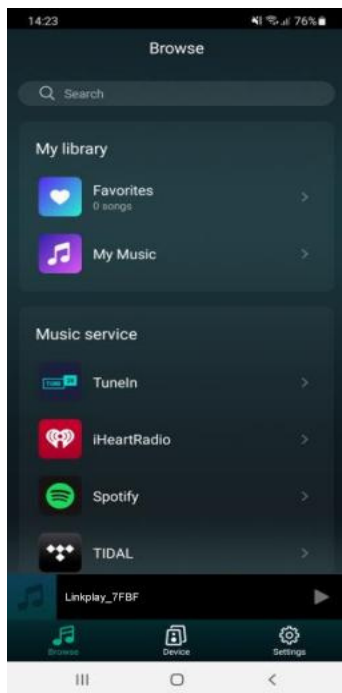 14:23
76%
Browse
Search
My library
Favorites
0 songs
My Music
Music service
TuneIn
iHeartRadio
Spotify
TIDAL
Linkplay_7FBF
Browse
Device
Settings